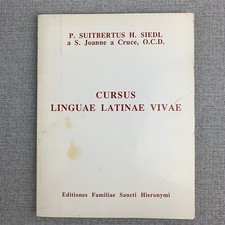 P. SUITBERTUS H. SIEDL
a S. Joanne a Cruce, O.C.D.
CURSUS
LINGUAE LATINAE VIVAE
Editiones Familiae Sancti Hieronymi